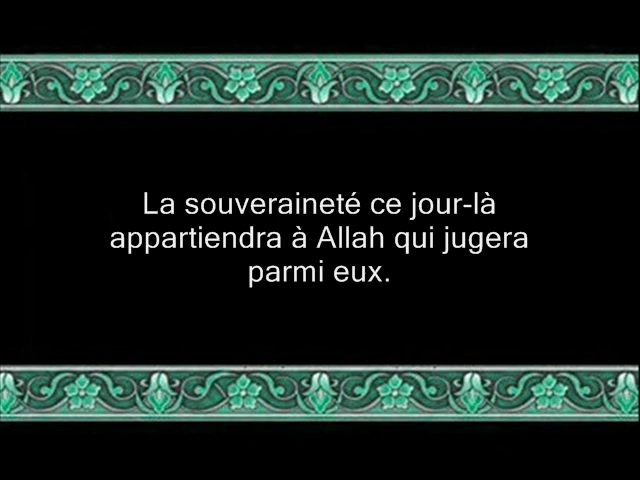 La souveraineté ce jour-là
appartiendra à Allah qui jugera
parmi eux.